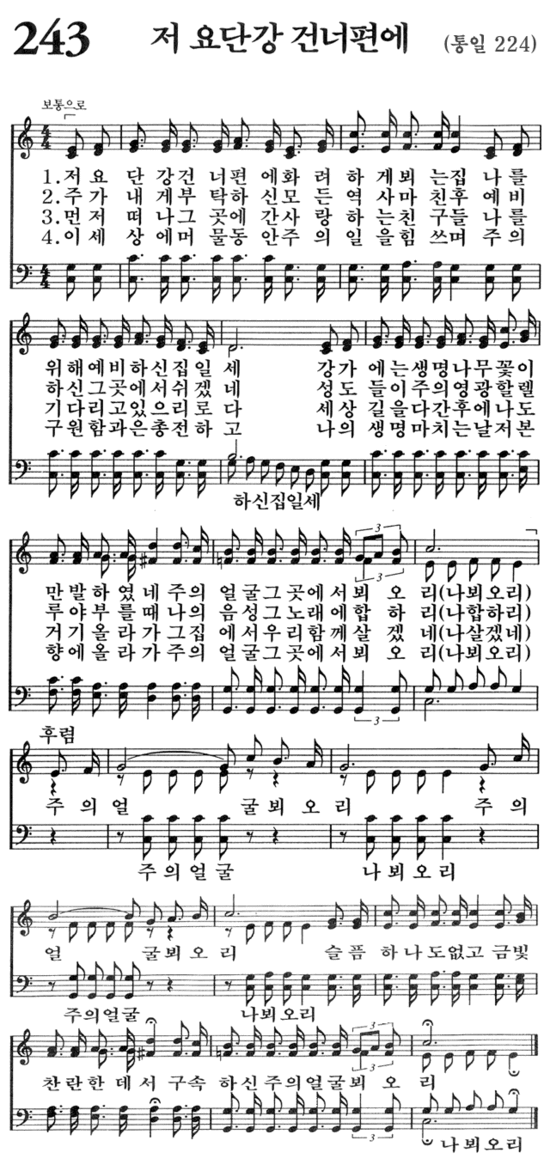 243 저 요단강 건너편에 (통일 224)
보통으로
1.저 요 단 강건 너편 에화 려 하 게뵈 는집 나를
2.주 가 내 게부 탁하 신모 든 역 사마 친후 예비
3.먼저 떠 나그 곳에 간사 랑 하 는친 구들 나를
4.이 세 상 에머 물동 안주 의 일 을힘 쓰며 주의
위해예비하신집일 세 강가 에는생명나무꽃이
하신그곳에서쉬겠 네 성도 들이주의영광할렐
기다리고있으리로 다 세상 길을다간후에나도
구원함과은총전하 고 나의 생명마치는날저본
하신집일세
만발하였네주의 얼굴그곳에서뵈 오 리(나뵈오리)
루야부를때나의 음성그노래에합 하 리(나합하리)
거기올라가그집 에서우리함께살 겠 네(나살겠네)
향에올라가주의 얼굴그곳에서뵈 오 리(나뵈오리)
후렴
주 의 얼 굴뵈 오 리 주 의
주의얼굴 나뵈오리
얼 굴뵈 오 리 슬픔 하나도없고 금빛
주의얼굴 나뵈오리
찬란한 데서 구속 하신주의얼굴뵈 오 리
나뵈오리